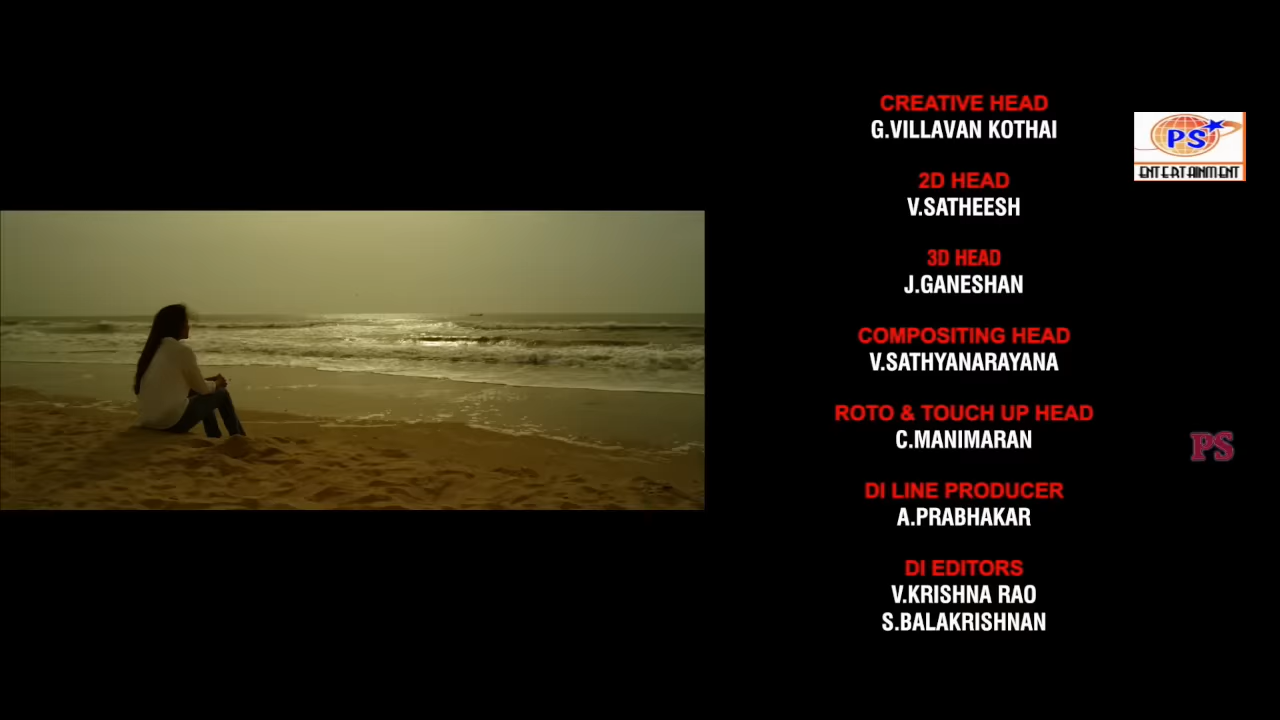 CREATIVE HEAD
G.VILLAVAN KOTHAI
2D HEAD
V.SATHEESH
3D HEAD
J.GANESHAN
COMPOSITING HEAD
V.SATHYANARAYANA
ROTO & TOUCH UP HEAD
C.MANIMARAN
DI LINE PRODUCER
A.PRABHAKAR
DI EDITORS
V.KRISHNA RAO
S.BALAKRISHNAN
PS
ENTERTAINMENT
PS